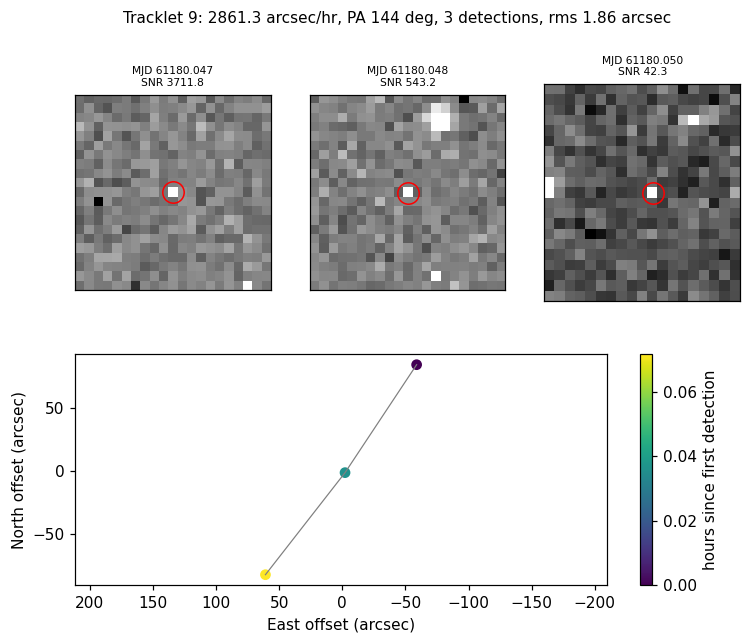 Tracklet 9: 2861.3 arcsec/hr, PA 144 deg, 3 detections, rms 1.86 arcsec
MJD 61180.047
SNR 3711.8
MJD 61180.048
SNR 543.2
MJD 61180.050
SNR 42.3
North offset (arcsec)
50
0
−50
200
150
100
50
0
−50
−100
−150
−200
East offset (arcsec)
0.06
0.04
0.02
0.00
hours since first detection